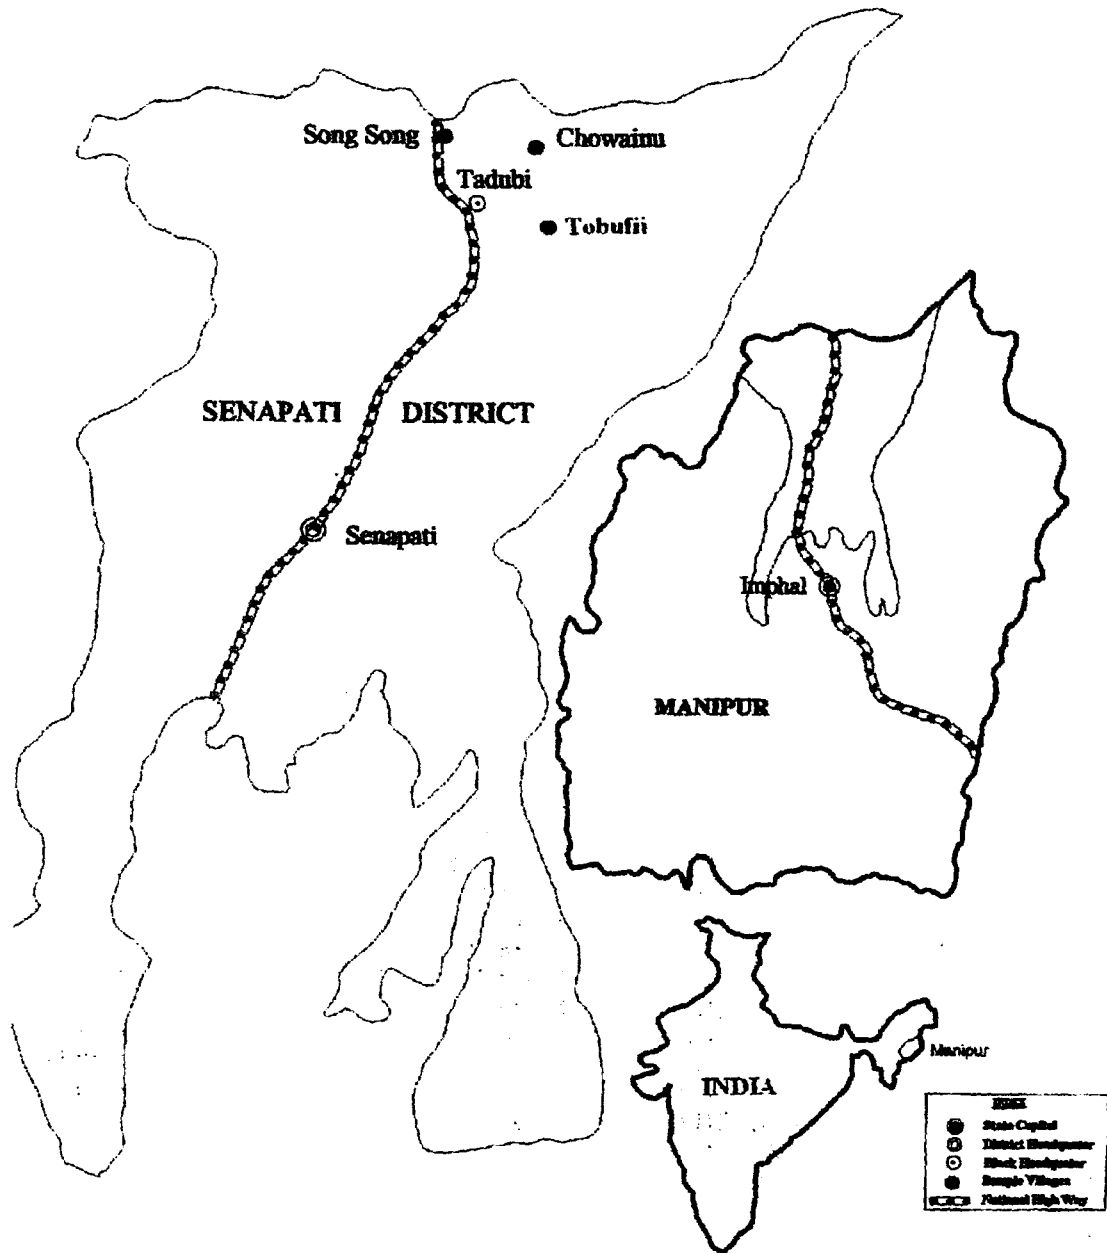 Song Song
Chowainu
Tadubi
Tobufii
SENAPATI DISTRICT
Senapati
Imphal
MANIPUR
Manipur
INDIA
State Capital
District Headquarter
Block Headquarter
Sample Villages
National High Way